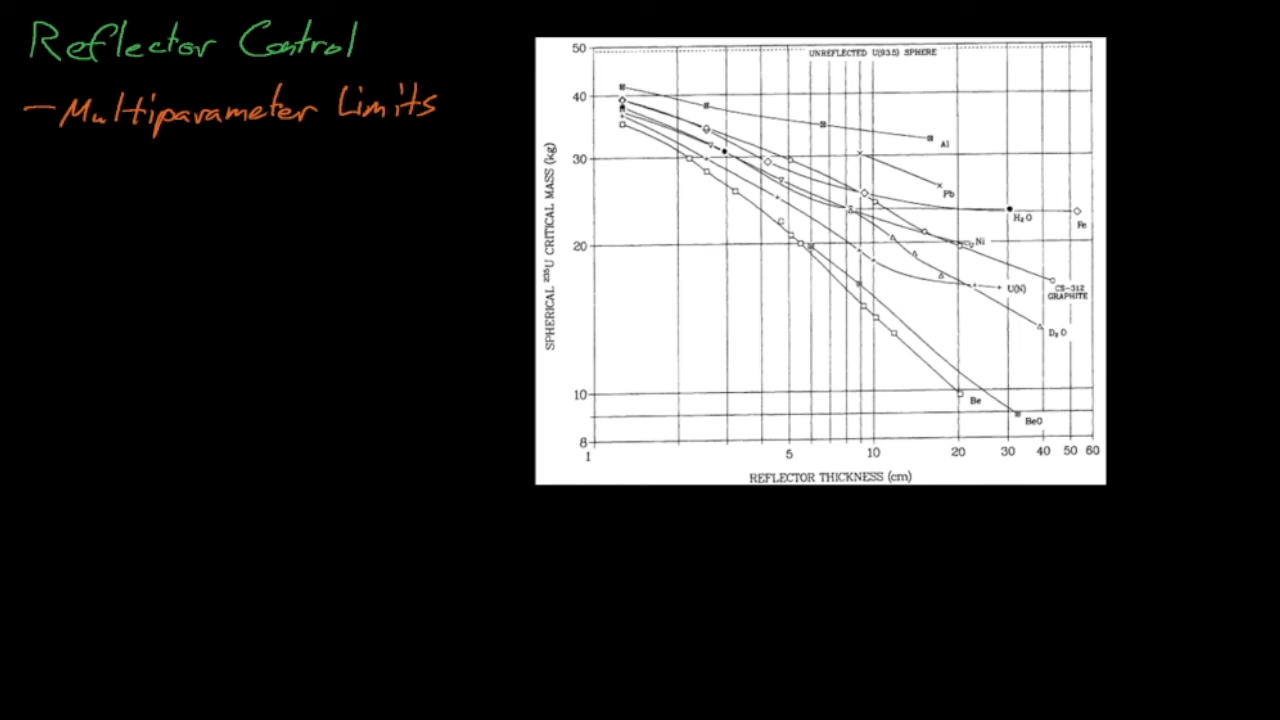 Reflector Control
- Multiparameter Limits
UNREFLECTED U(93.5) SPHERE
SPHERICAL ²³⁵U CRITICAL MASS (kg)
50
40
30
20
10
8
Al
Pb
H₂O
Fe
Ni
U(N)
CS-312
GRAPHITE
D₂O
Be
BeO
1
5
10
20
30
40
50
60
REFLECTOR THICKNESS (cm)